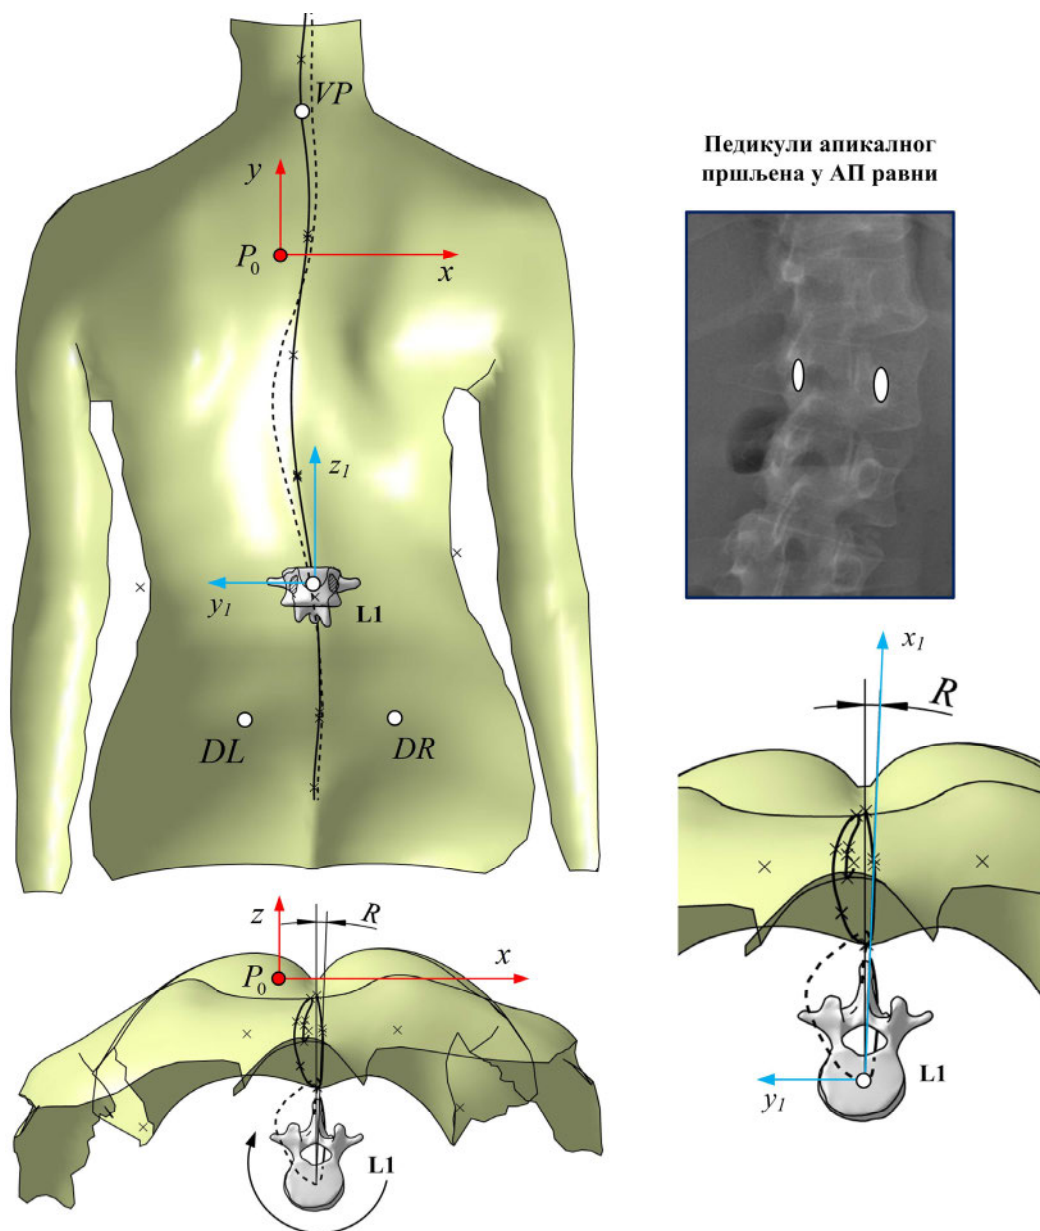 VP
y
P₀
x
z₁
y₁
L1
DL
DR
Педикули апикалног
пршљена у АП равни
x₁
R
L1
y₁
z
R
P₀
x
L1